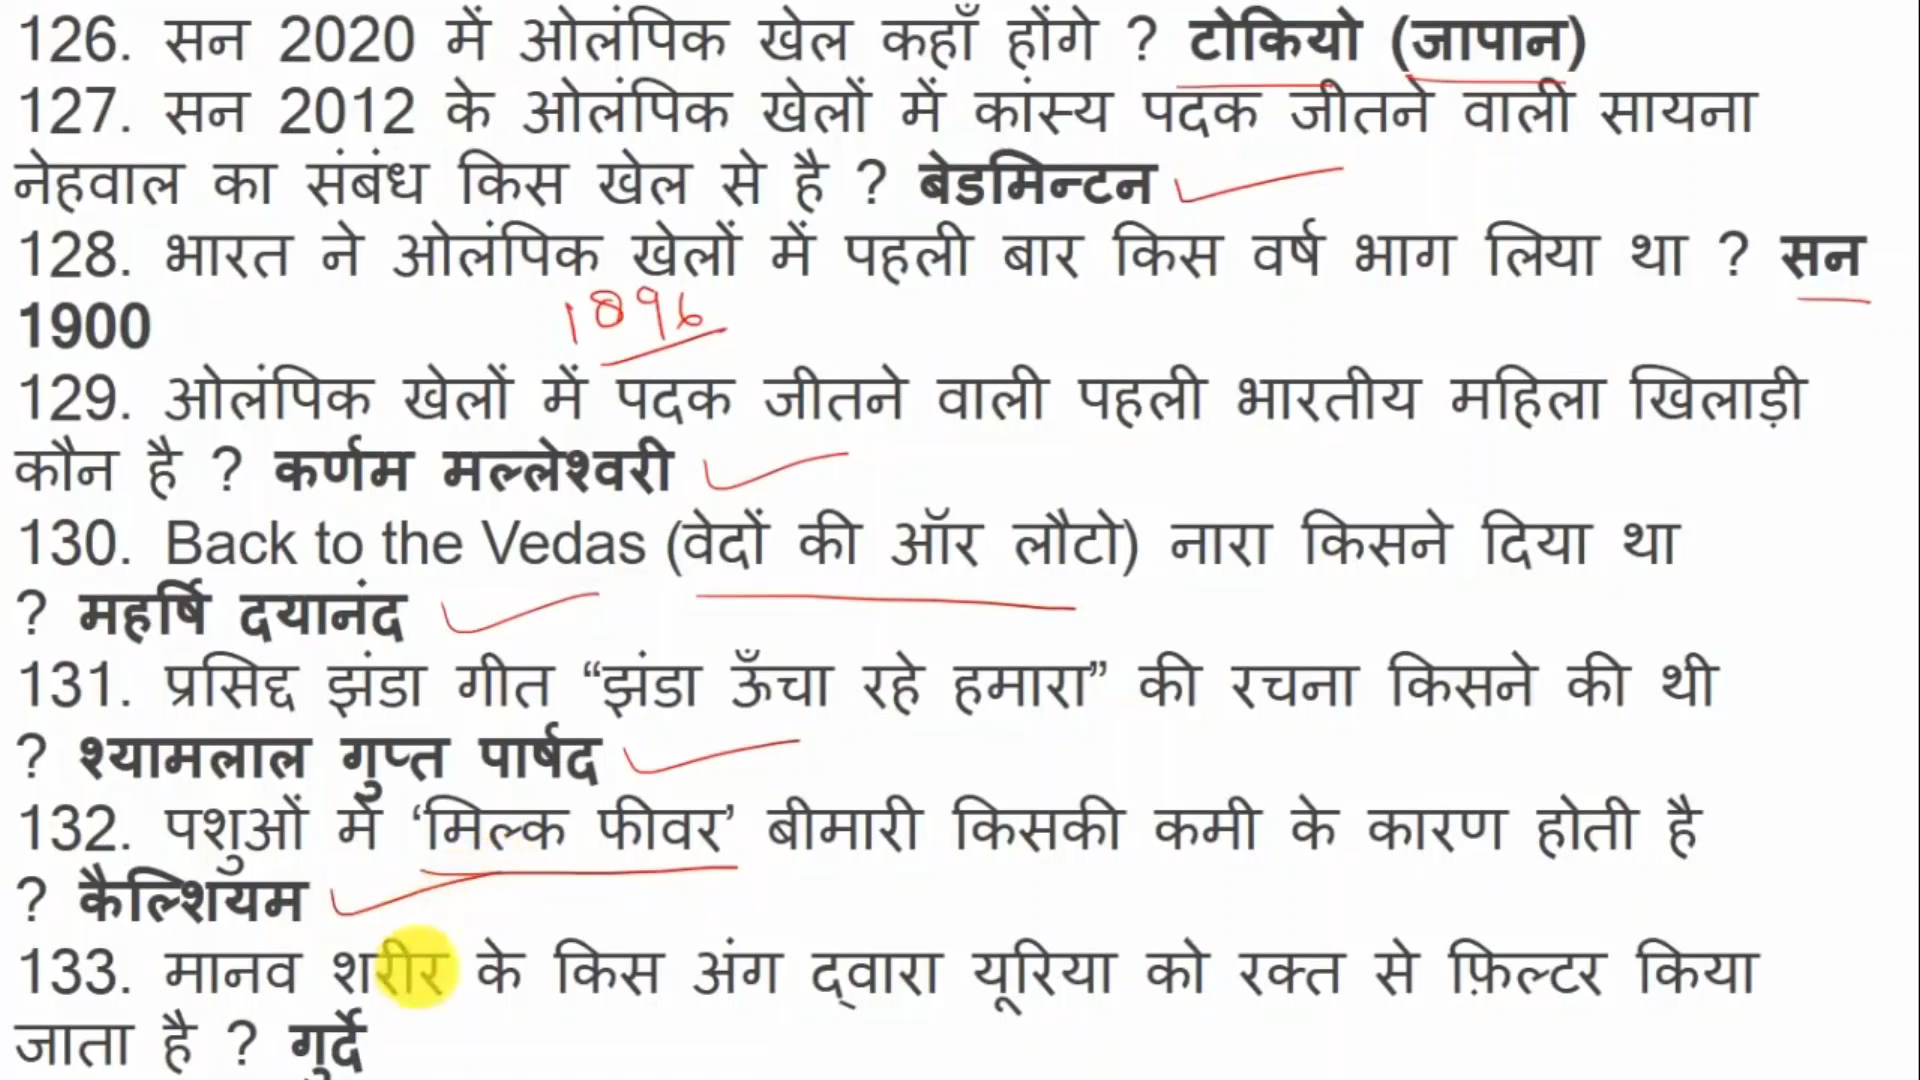 126. सन 2020 में ओलंपिक खेल कहाँ होंगे ? टोकियो (जापान)
127. सन 2012 के ओलंपिक खेलों में कांस्य पदक जीतने वाली सायना
नेहवाल का संबंध किस खेल से है ? बेडमिन्टन
128. भारत ने ओलंपिक खेलों में पहली बार किस वर्ष भाग लिया था ? सन
1900
1896
129. ओलंपिक खेलों में पदक जीतने वाली पहली भारतीय महिला खिलाड़ी
कौन है ? कर्णम मल्लेश्वरी
130. Back to the Vedas (वेदों की ऑर लौटो) नारा किसने दिया था
? महर्षि दयानंद
131. प्रसिद्द झंडा गीत “झंडा ऊँचा रहे हमारा” की रचना किसने की थी
? श्यामलाल गुप्त पार्षद
132. पशुओं में ‘मिल्क फीवर’ बीमारी किसकी कमी के कारण होती है
? कैल्शियम
133. मानव शरीर के किस अंग द्वारा यूरिया को रक्त से फ़िल्टर किया
जाता है ? गुर्दे